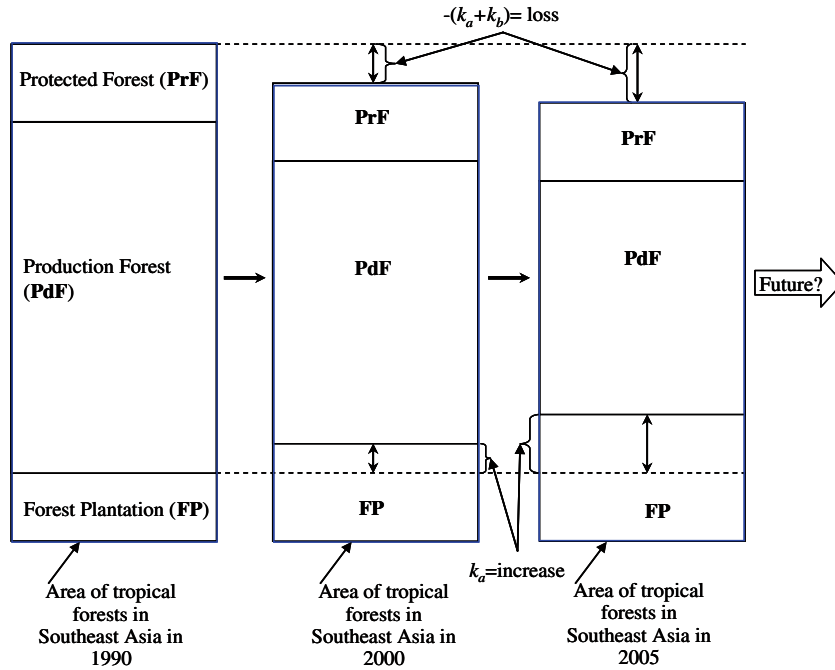 -(ka+kb)= loss
Protected Forest (PrF)
Production Forest
(PdF)
Forest Plantation (FP)
PrF
PdF
FP
PrF
PdF
FP
Future?
ka=increase
Area of tropical
forests in
Southeast Asia in
1990
Area of tropical
forests in
Southeast Asia in
2000
Area of tropical
forests in
Southeast Asia in
2005